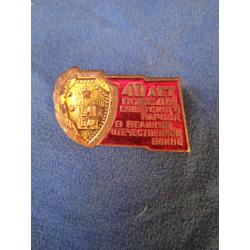 40 ЛЕТ
ПОБЕДЫ
СОВЕТСКОГО
НАРОДА
В ВЕЛИКОЙ
ОТЕЧЕСТВЕННОЙ
ВОЙНЕ